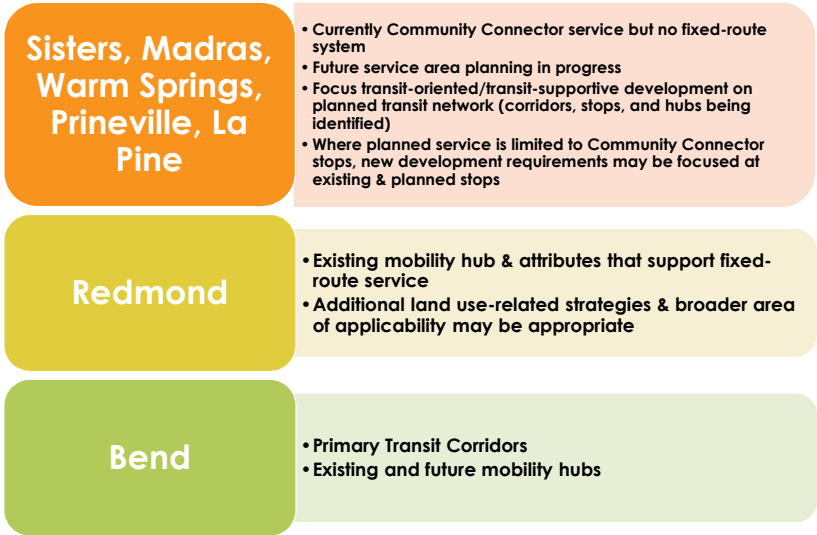 Sisters, Madras,
Warm Springs,
Prineville, La
Pine
• Currently Community Connector service but no fixed-route
system
• Future service area planning in progress
• Focus transit-oriented/transit-supportive development on
planned transit network (corridors, stops, and hubs being
identified)
• Where planned service is limited to Community Connector
stops, new development requirements may be focused at
existing & planned stops
Redmond
• Existing mobility hub & attributes that support fixed-
route service
• Additional land use-related strategies & broader area
of applicability may be appropriate
Bend
• Primary Transit Corridors
• Existing and future mobility hubs